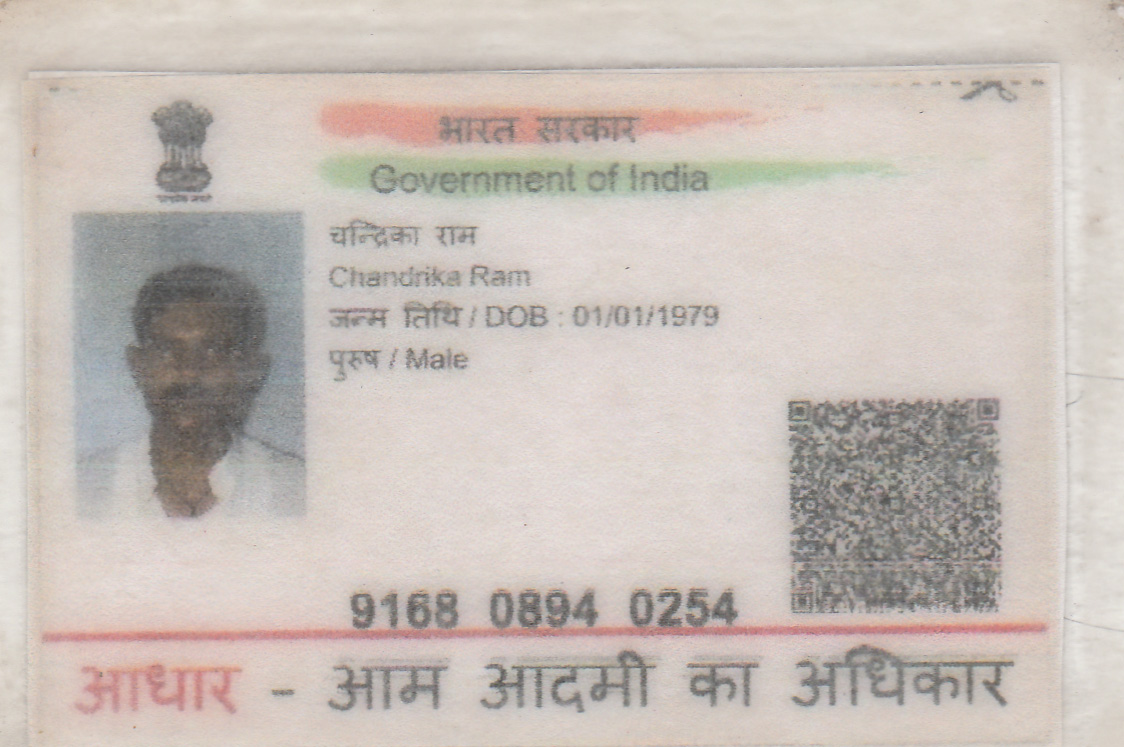 भारत सरकार
Government of India
चन्द्रिका राम
Chandrika Ram
जन्म तिथि / DOB : 01/01/1979
पुरुष / Male
9168 0894 0254
आधार - आम आदमी का अधिकार